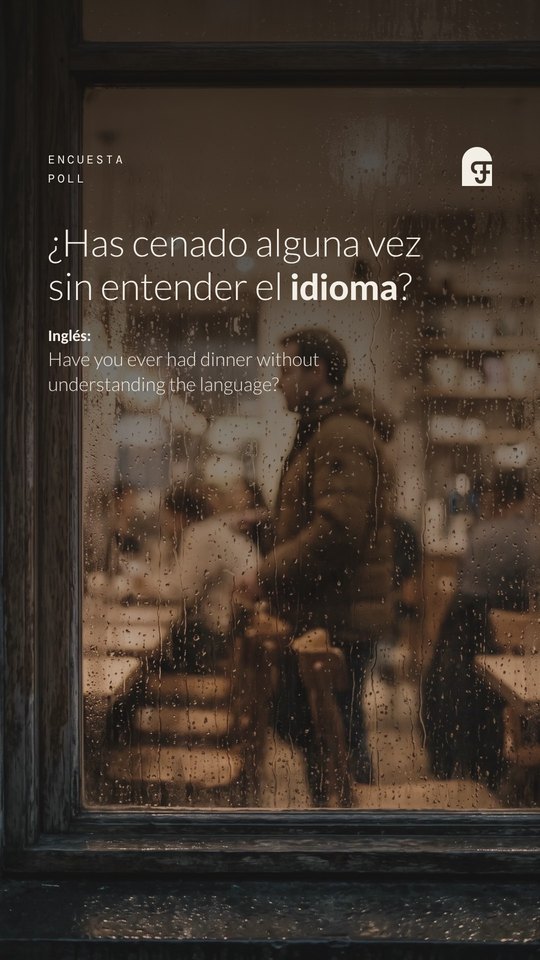 ENCUESTA
POLL
¿Has cenado alguna vez
sin entender el idioma?
Inglés:
Have you ever had dinner without
understanding the language?